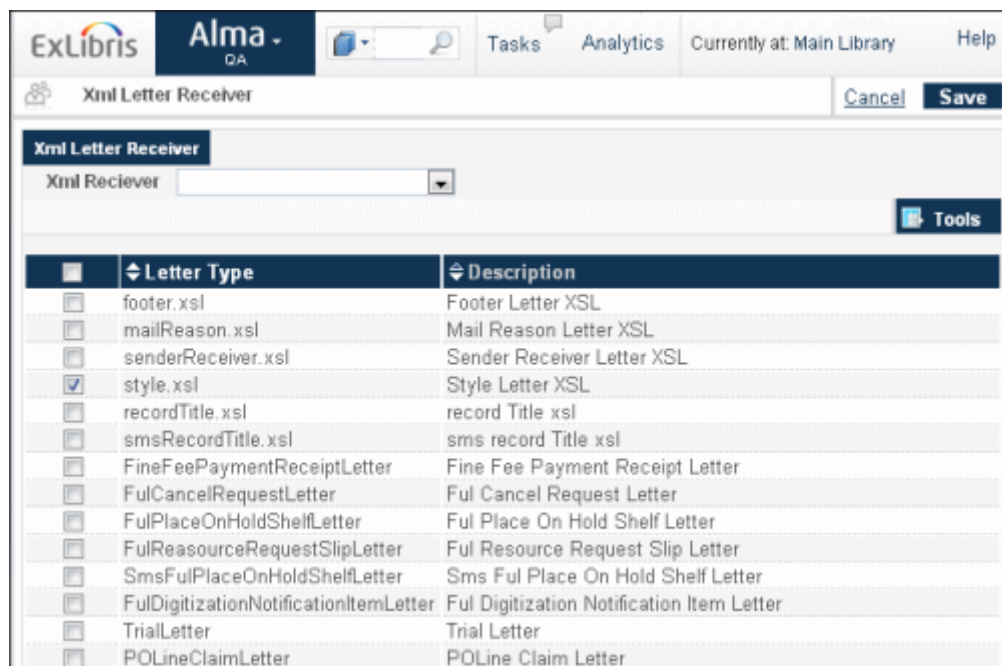 ExLibris Alma QA Tasks Analytics Currently at: Main Library Help
Xml Letter Receiver Cancel Save
Xml Letter Receiver
Xml Reciever
Tools
Letter Type Description
footer.xsl Footer Letter XSL
mailReason.xsl Mail Reason Letter XSL
senderReceiver.xsl Sender Receiver Letter XSL
style.xsl Style Letter XSL
recordTitle.xsl record Title xsl
smsRecordTitle.xsl sms record Title xsl
FineFeePaymentReceiptLetter Fine Fee Payment Receipt Letter
FulCancelRequestLetter Ful Cancel Request Letter
FulPlaceOnHoldShelfLetter Ful Place On Hold Shelf Letter
FulReasourceRequestSlipLetter Ful Resource Request Slip Letter
SmsFulPlaceOnHoldShelfLetter Sms Ful Place On Hold Shelf Letter
FulDigitizationNotificationItemLetter Ful Digitization Notification Item Letter
TrialLetter Trial Letter
POLineClaimLetter POLine Claim Letter